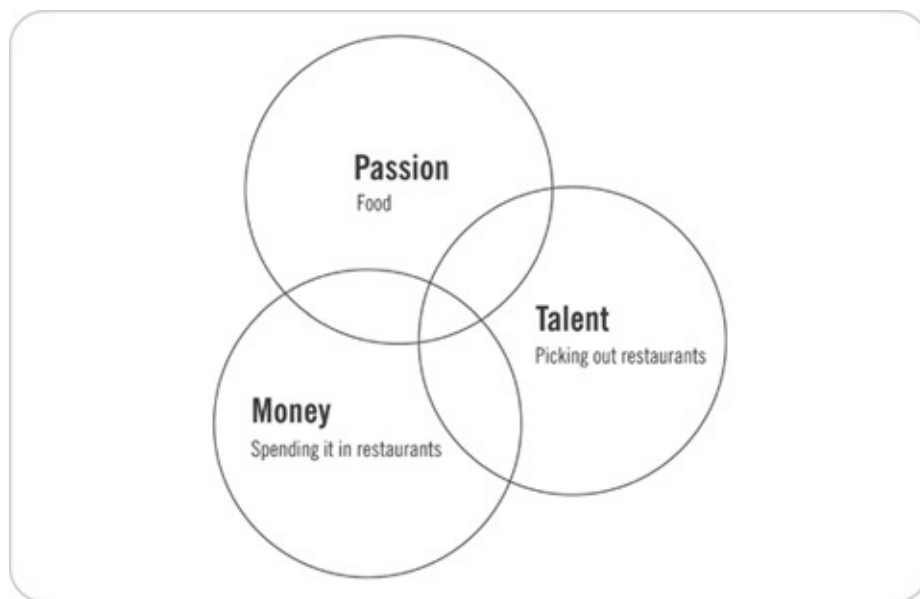 Passion
Food
Talent
Picking out restaurants
Money
Spending it in restaurants